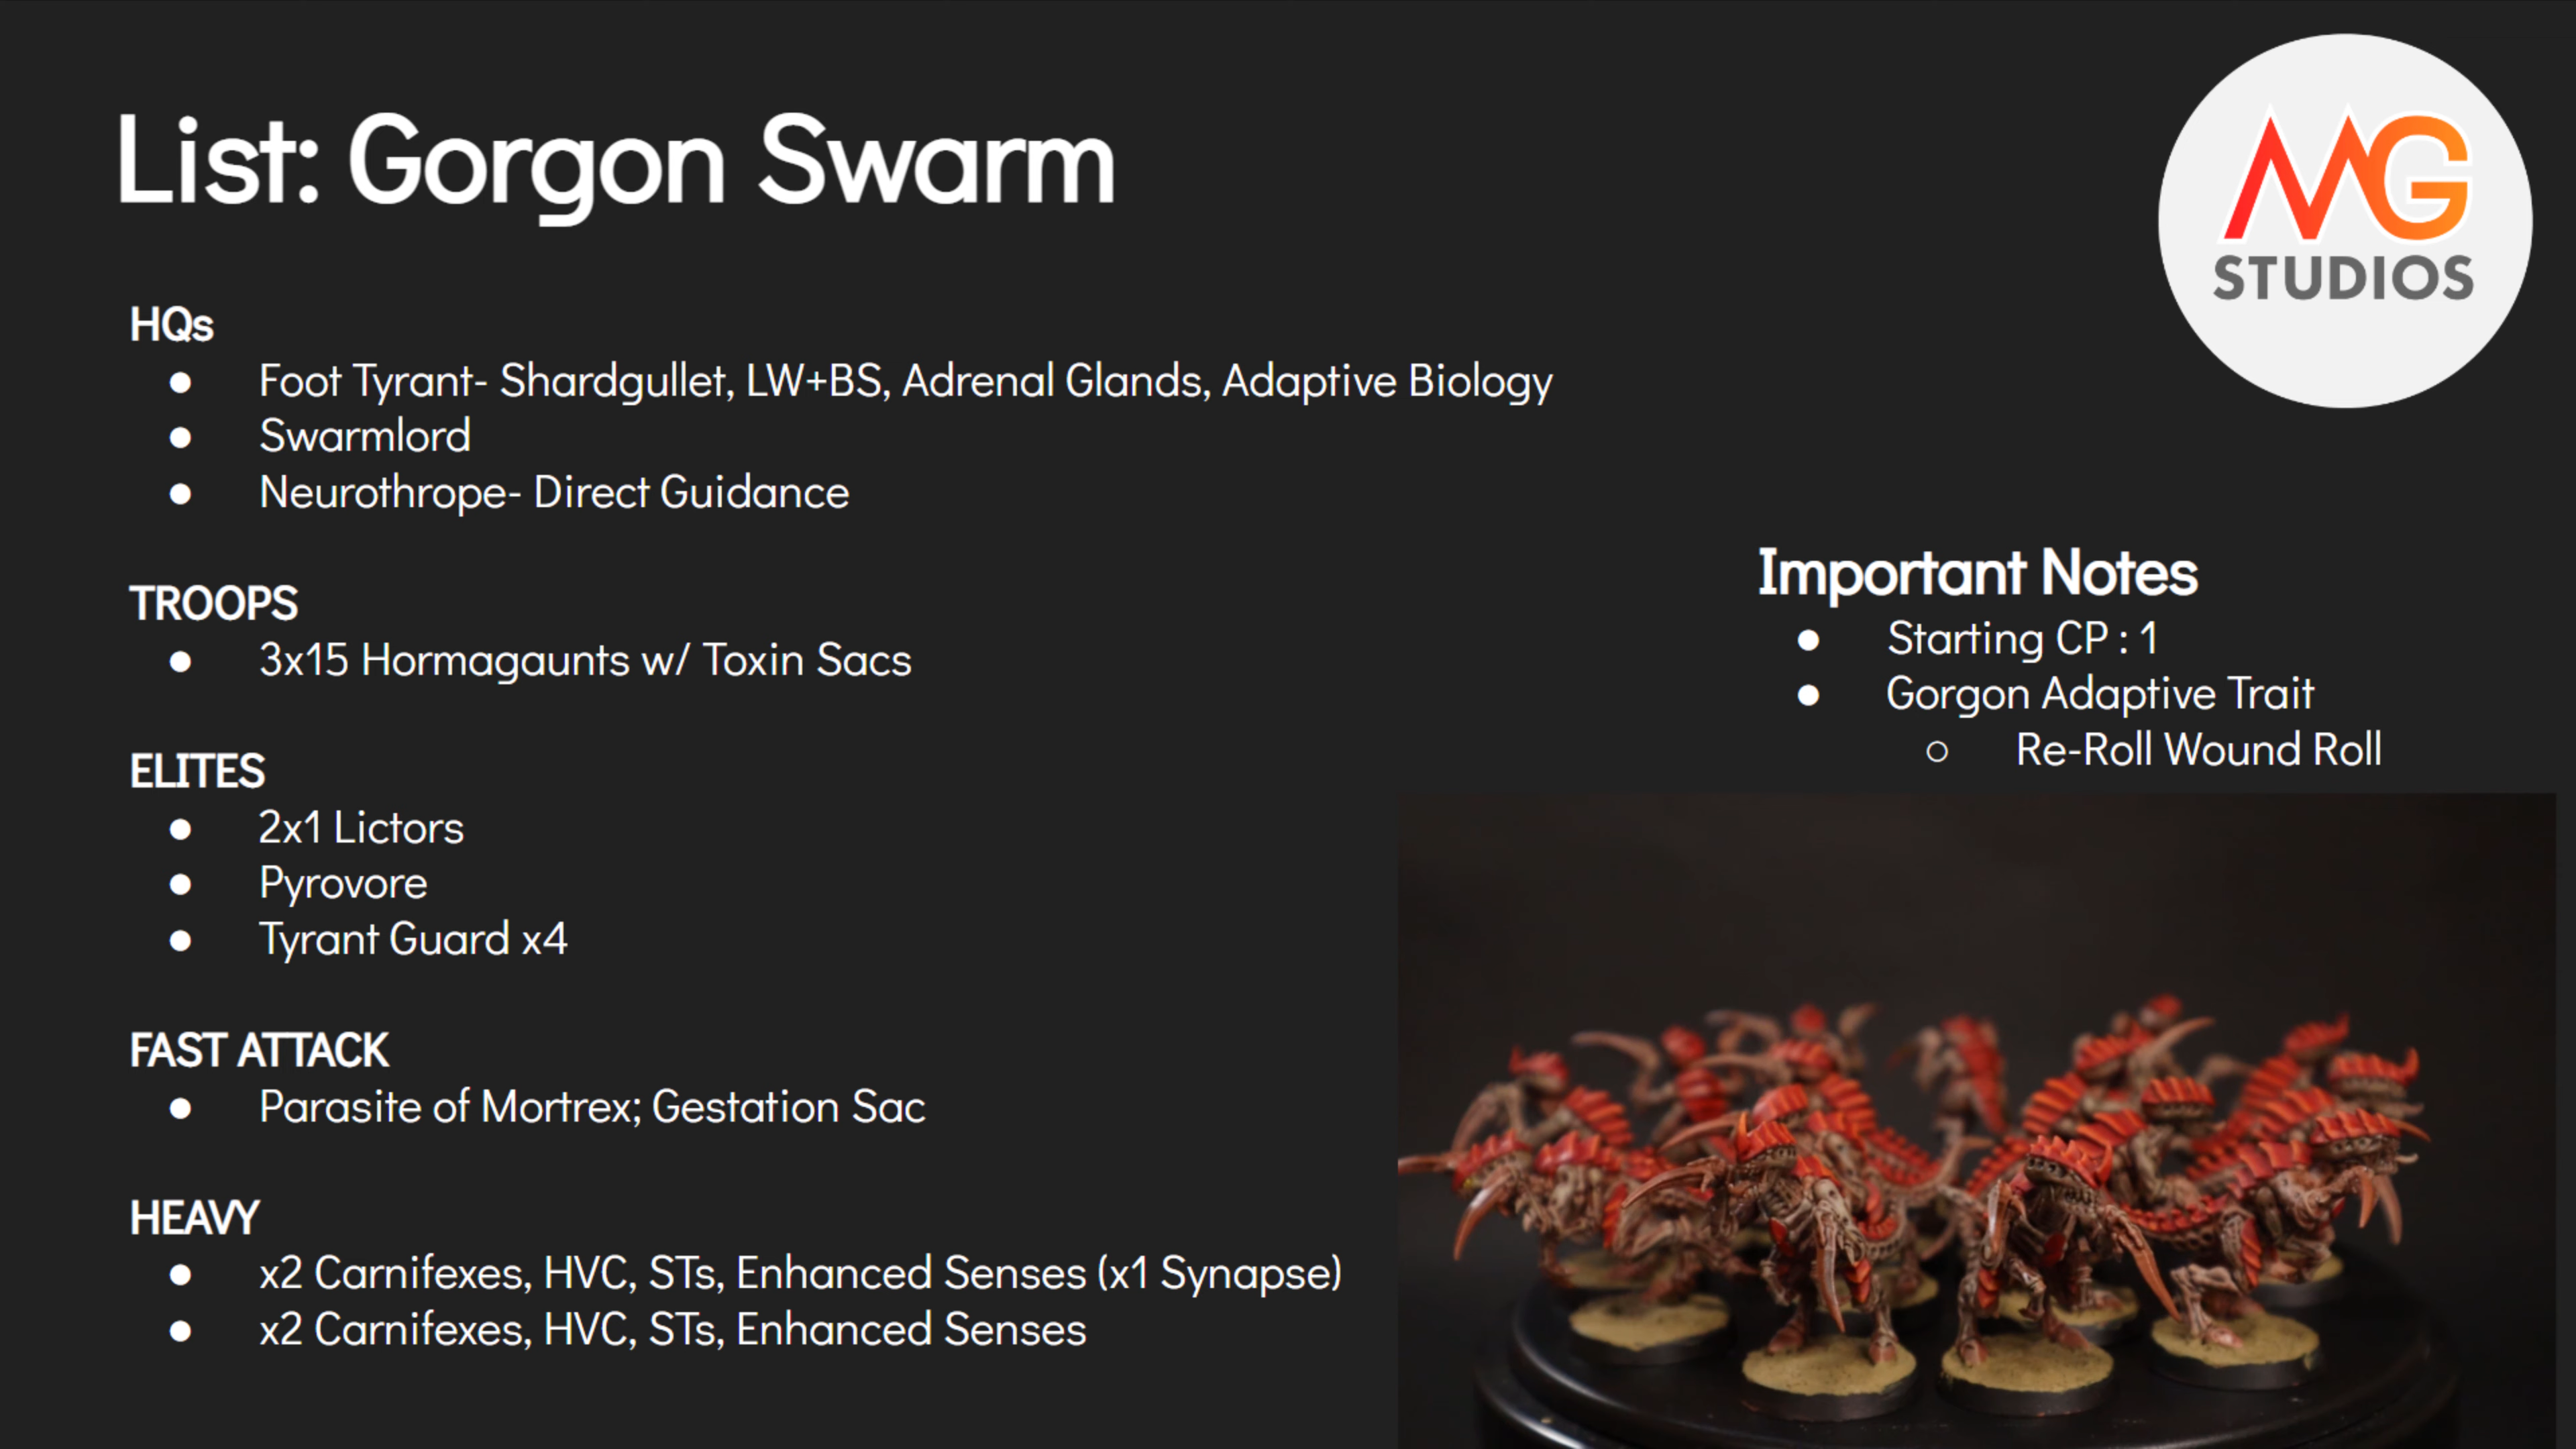 List: Gorgon Swarm
MG
STUDIOS
HQs
● Foot Tyrant- Shardgullet, LW+BS, Adrenal Glands, Adaptive Biology
● Swarmlord
● Neurothrope- Direct Guidance
TROOPS
● 3x15 Hormagaunts w/ Toxin Sacs
ELITES
● 2x1 Lictors
● Pyrovore
● Tyrant Guard x4
FAST ATTACK
● Parasite of Mortrex; Gestation Sac
HEAVY
● x2 Carnifexes, HVC, STs, Enhanced Senses (x1 Synapse)
● x2 Carnifexes, HVC, STs, Enhanced Senses
Important Notes
● Starting CP : 1
● Gorgon Adaptive Trait
○ Re-Roll Wound Roll